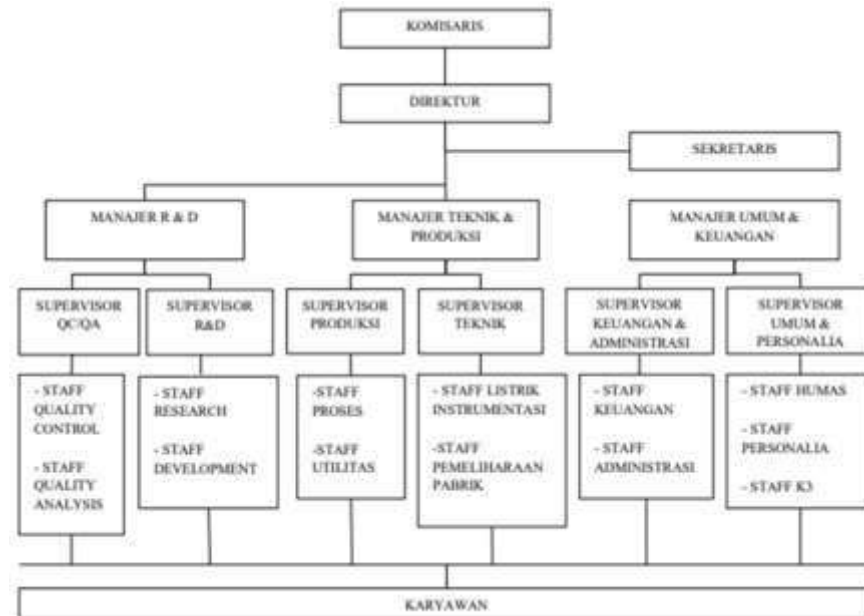 KOMISARIS
DIREKTUR
SEKRETARIS
MANAJER R & D
MANAJER TEKNIK &
PRODUKSI
MANAJER UMUM &
KEUANGAN
SUPERVISOR
QC/QA
SUPERVISOR
R&D
SUPERVISOR
PRODUKSI
SUPERVISOR
TEKNIK
SUPERVISOR
KEUANGAN &
ADMINISTRASI
SUPERVISOR
UMUM &
PERSONALIA
- STAFF
QUALITY
CONTROL
- STAFF
QUALITY
ANALYSIS
- STAFF
RESEARCH
- STAFF
DEVELOPMENT
-STAFF
PROSES
-STAFF
UTILITAS
- STAFF LISTRIK
INSTRUMENTASI
-STAFF
PEMELIHARAAN
PABRIK
- STAFF
KEUANGAN
- STAFF
ADMINISTRASI
- STAFF HUMAS
- STAFF
PERSONALIA
- STAFF K3
KARYAWAN